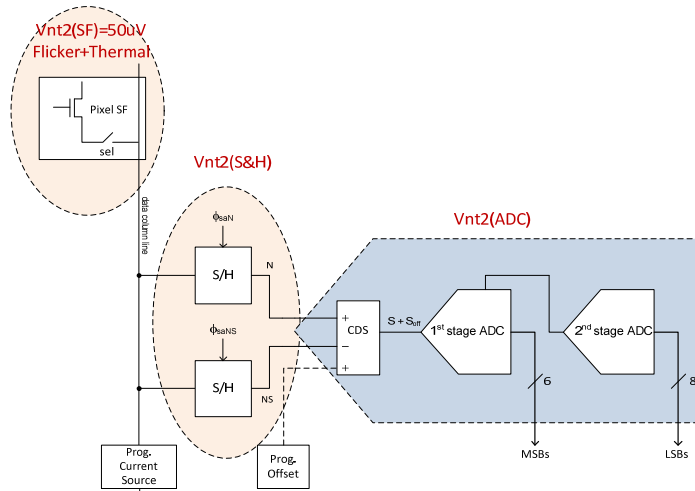 Vnt2(SF)=50uV
Flicker+Thermal
Pixel SF
sel
data column line
Vnt2(S&H)
ϕsaN
S/H
N
ϕsaNS
S/H
NS
Vnt2(ADC)
+
CDS
−
+
S + Soff
1st stage ADC
2nd stage ADC
6
8
MSBs
LSBs
Prog.
Current
Source
Prog.
Offset